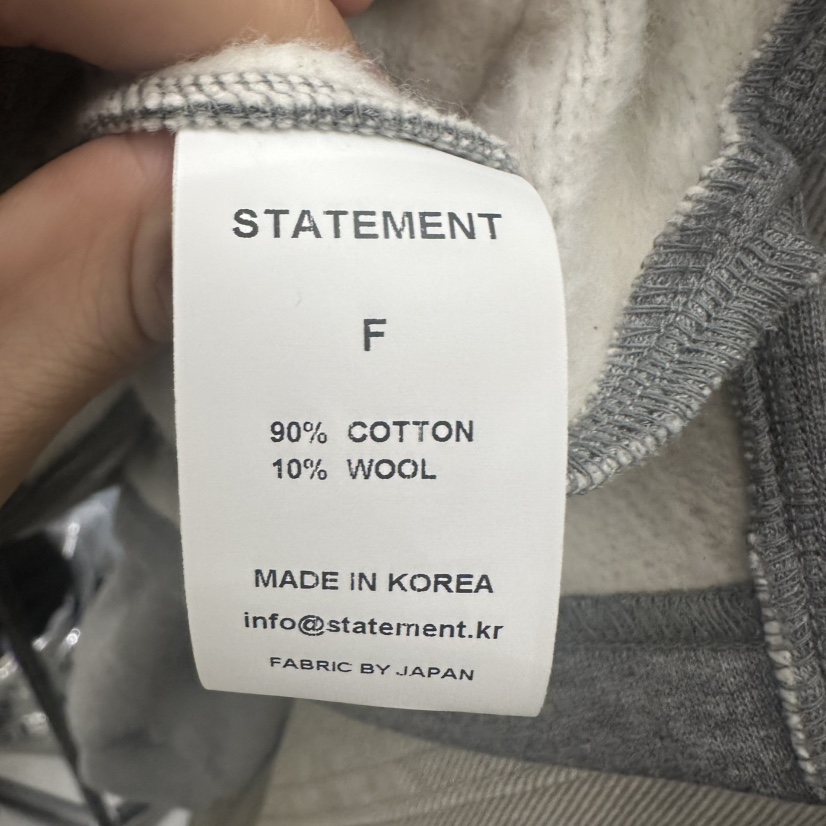 STATEMENT
F
90% COTTON
10% WOOL
MADE IN KOREA
info@statement.kr
FABRIC BY JAPAN